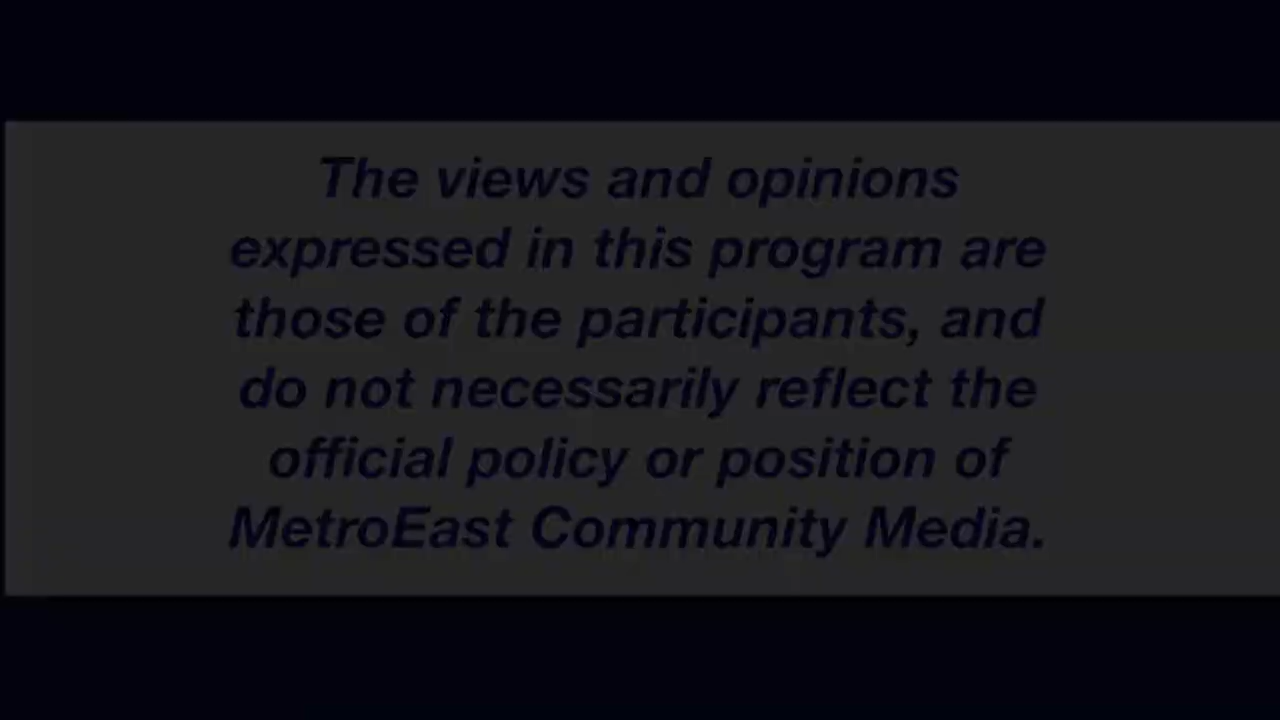 The views and opinions
expressed in this program are
those of the participants, and
do not necessarily reflect the
official policy or position of
MetroEast Community Media.